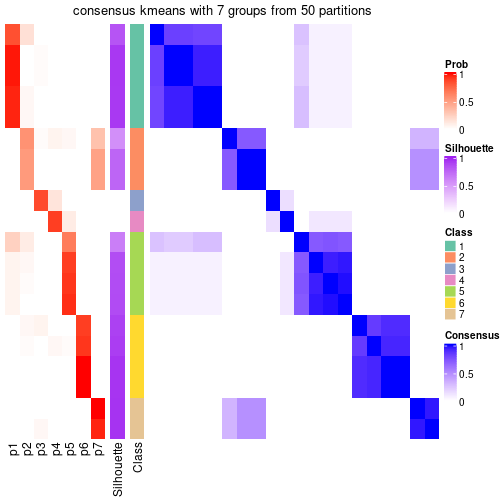 consensus kmeans with 7 groups from 50 partitions
Prob
1
0.5
0
Silhouette
1
0.5
0
Class
1
2
3
4
5
6
7
Consensus
1
0.5
0
p1
p2
p3
p4
p5
p6
p7
Silhouette
Class